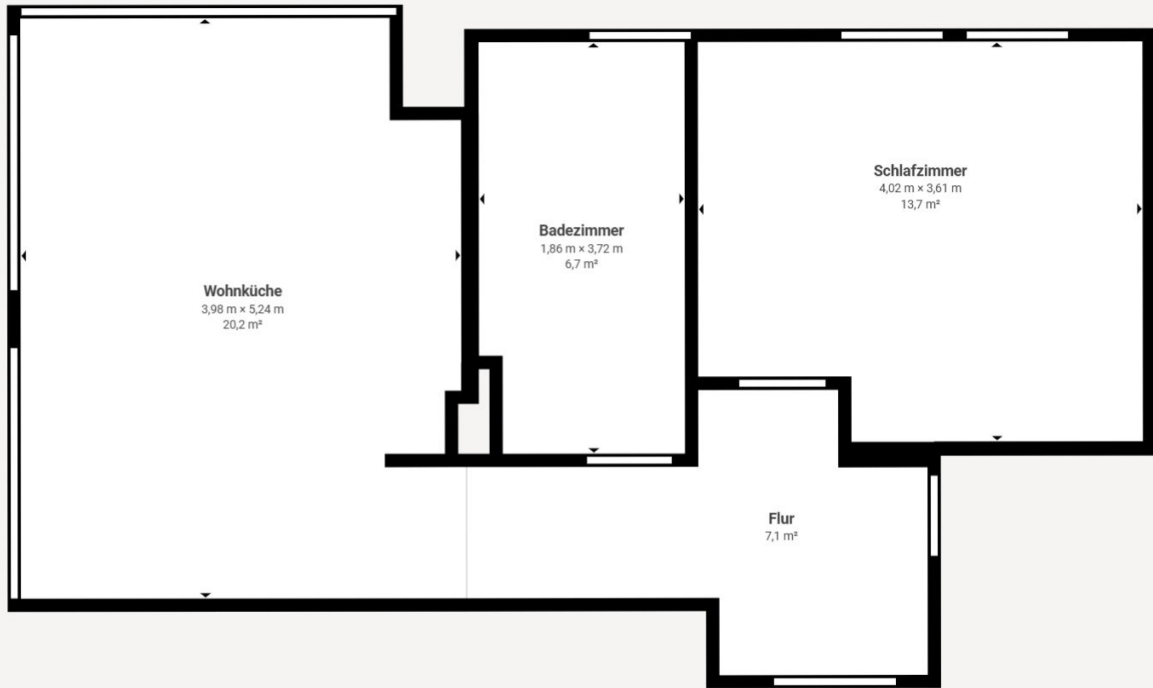 Schlafzimmer
4,02 m × 3,61 m
13,7 m²
Badezimmer
1,86 m × 3,72 m
6,7 m²
Wohnküche
3,98 m × 5,24 m
20,2 m²
Flur
7,1 m²